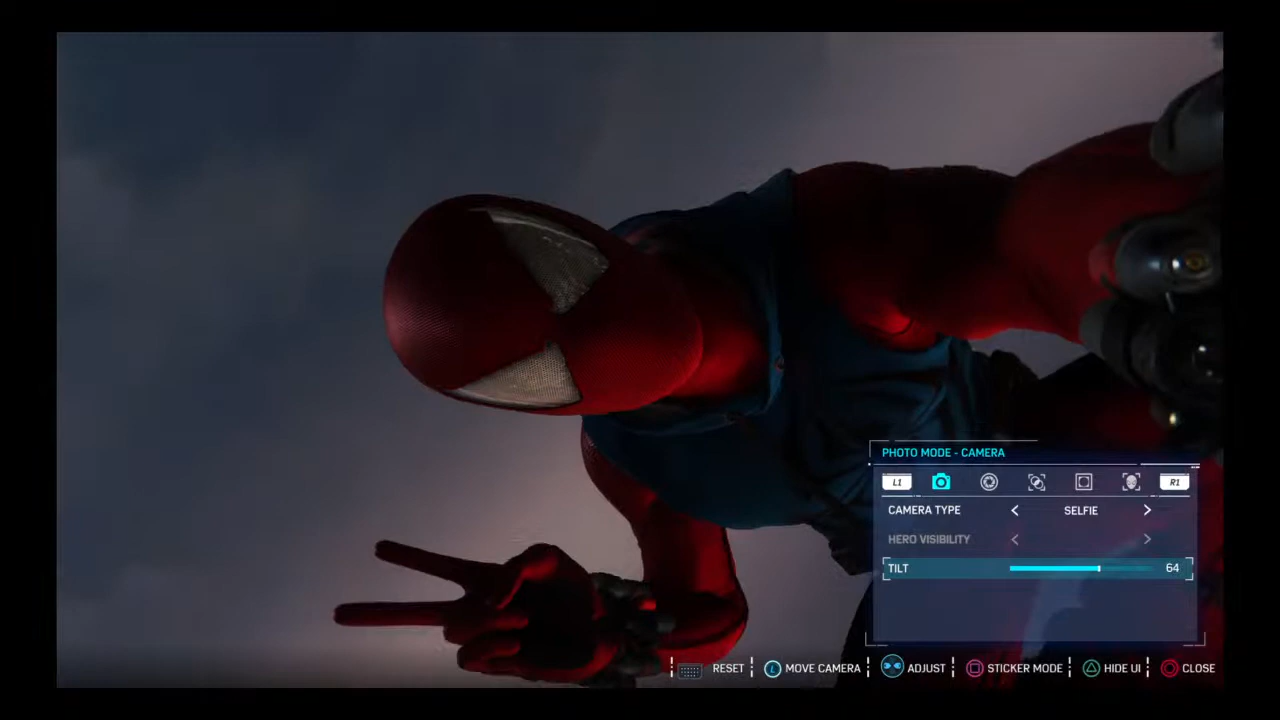 PHOTO MODE - CAMERA
L1 R1
CAMERA TYPE SELFIE
HERO VISIBILITY
TILT 64
RESET L MOVE CAMERA ADJUST STICKER MODE HIDE UI CLOSE